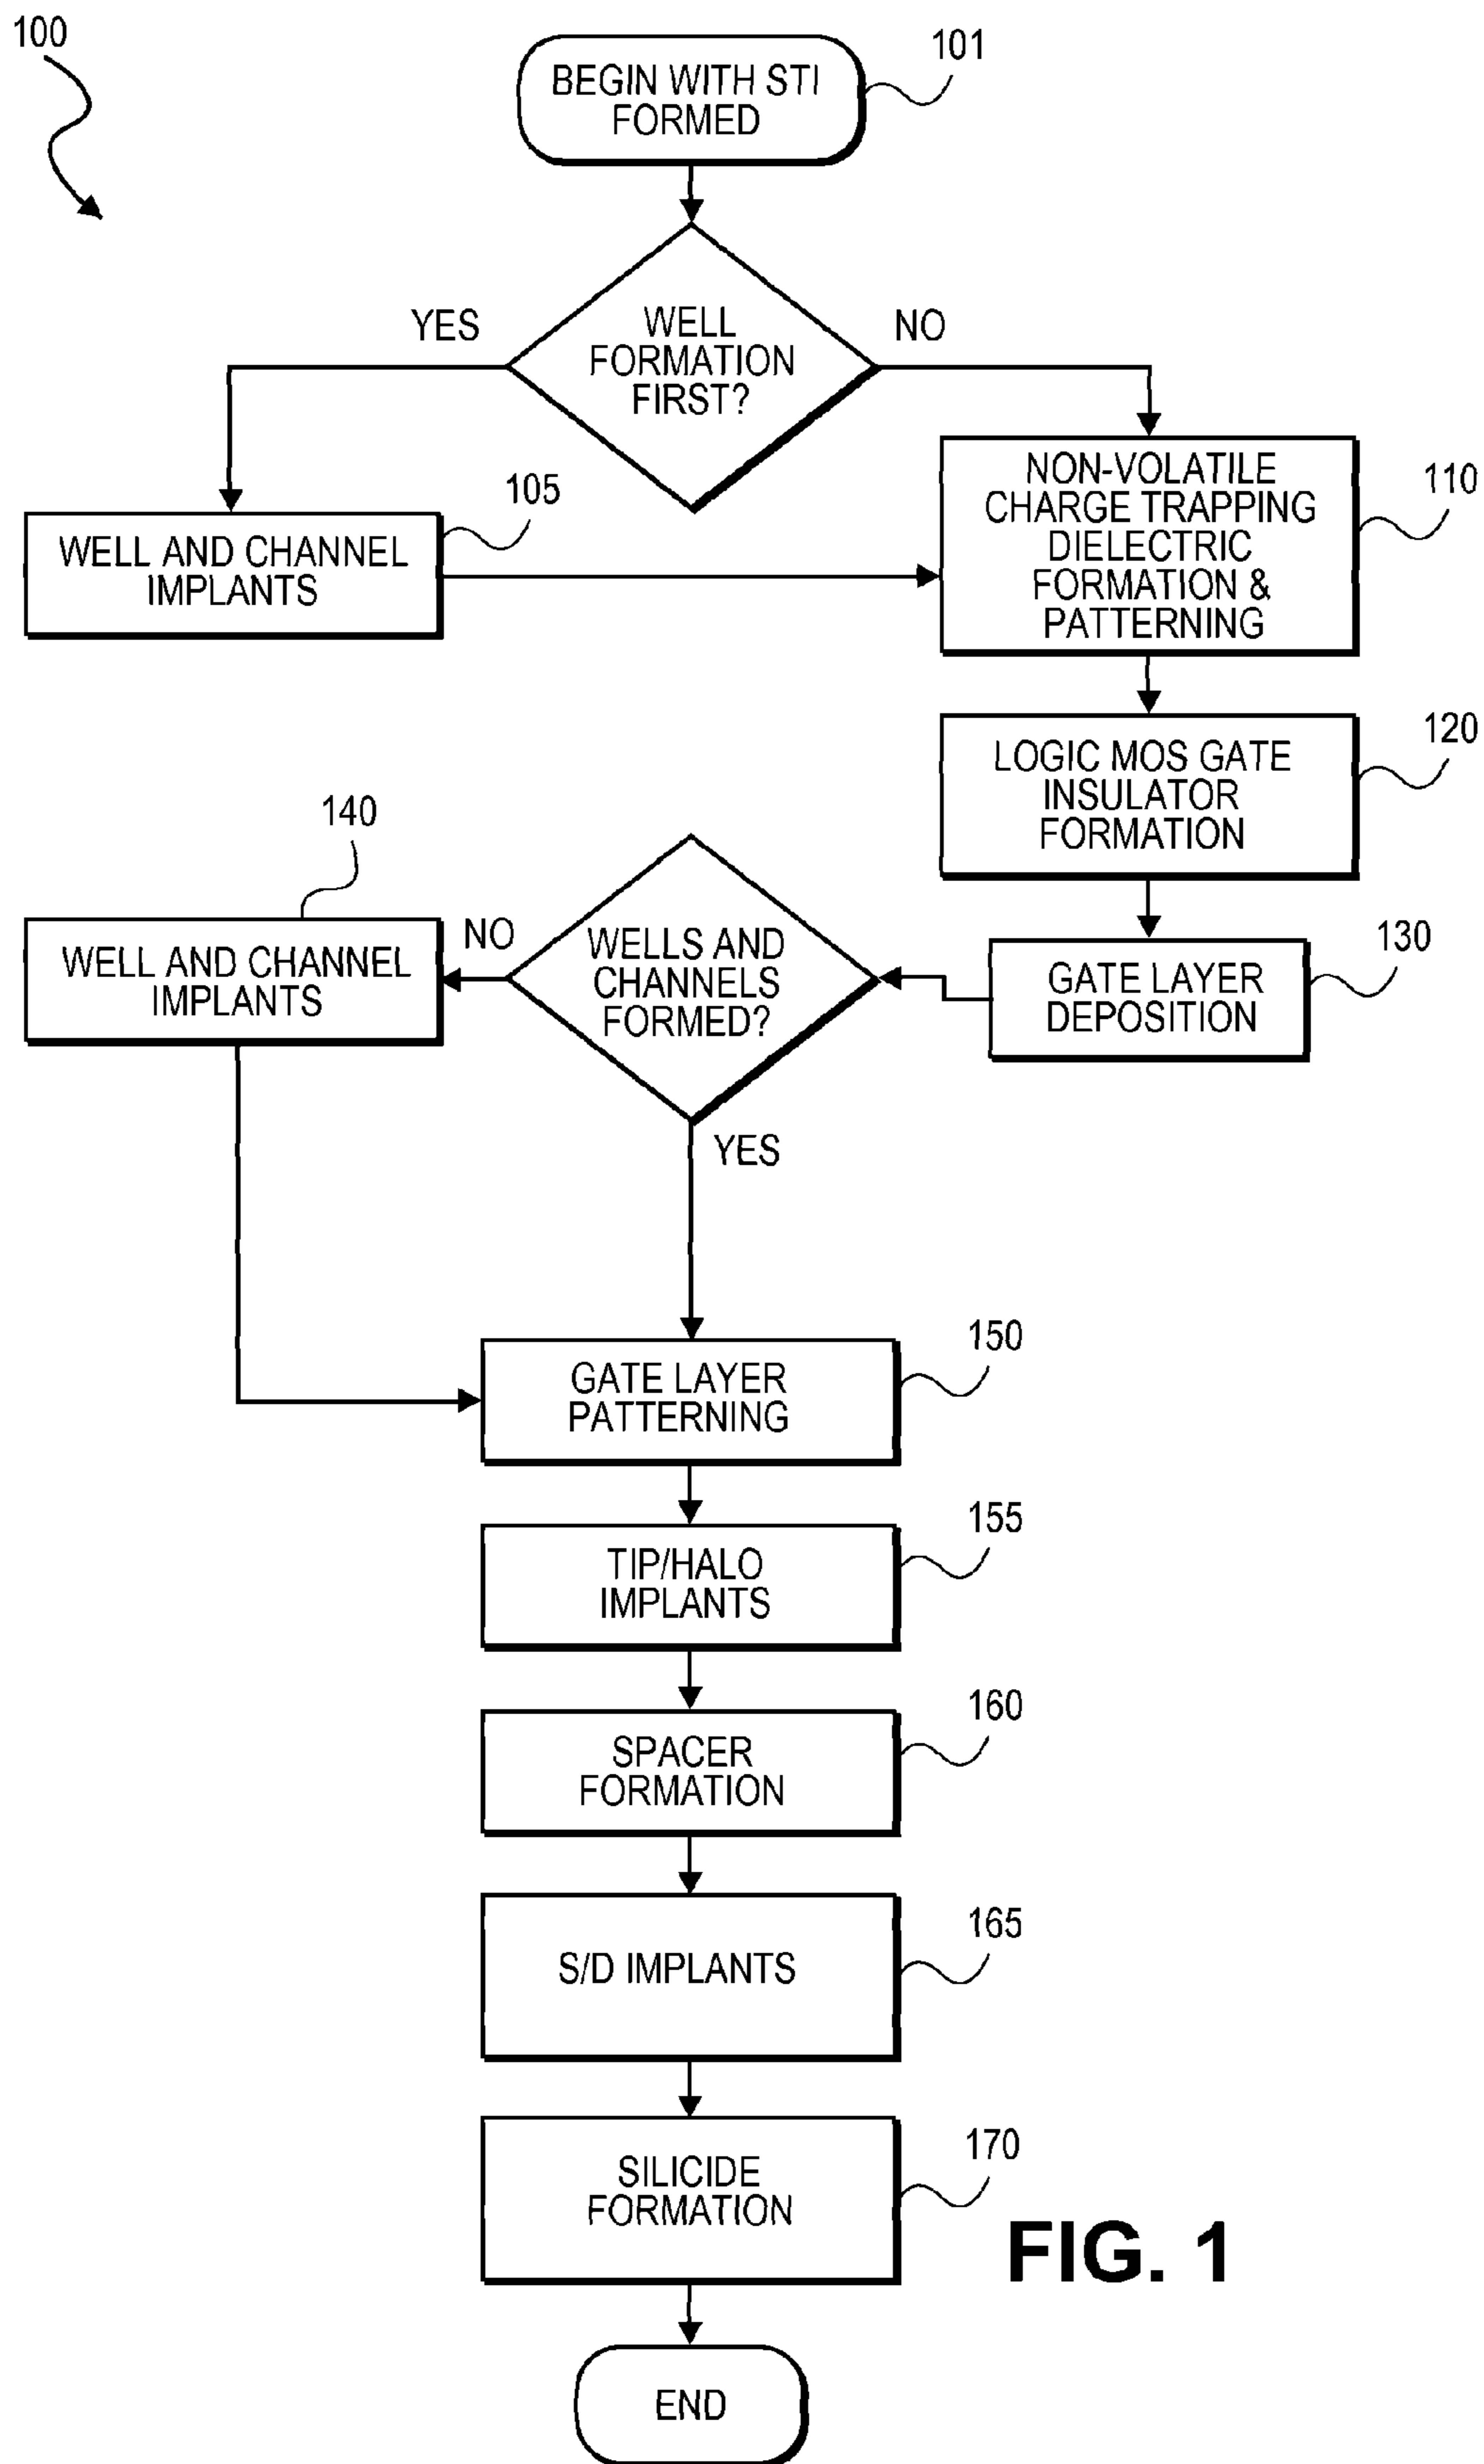 100
101
BEGIN WITH STI
FORMED
WELL
FORMATION
FIRST?
YES
NO
105
WELL AND CHANNEL
IMPLANTS
110
NON-VOLATILE
CHARGE TRAPPING
DIELECTRIC
FORMATION &
PATTERNING
120
LOGIC MOS GATE
INSULATOR
FORMATION
130
GATE LAYER
DEPOSITION
WELLS AND
CHANNELS
FORMED?
NO
YES
140
WELL AND CHANNEL
IMPLANTS
150
GATE LAYER
PATTERNING
155
TIP/HALO
IMPLANTS
160
SPACER
FORMATION
165
S/D IMPLANTS
170
SILICIDE
FORMATION
FIG. 1
END